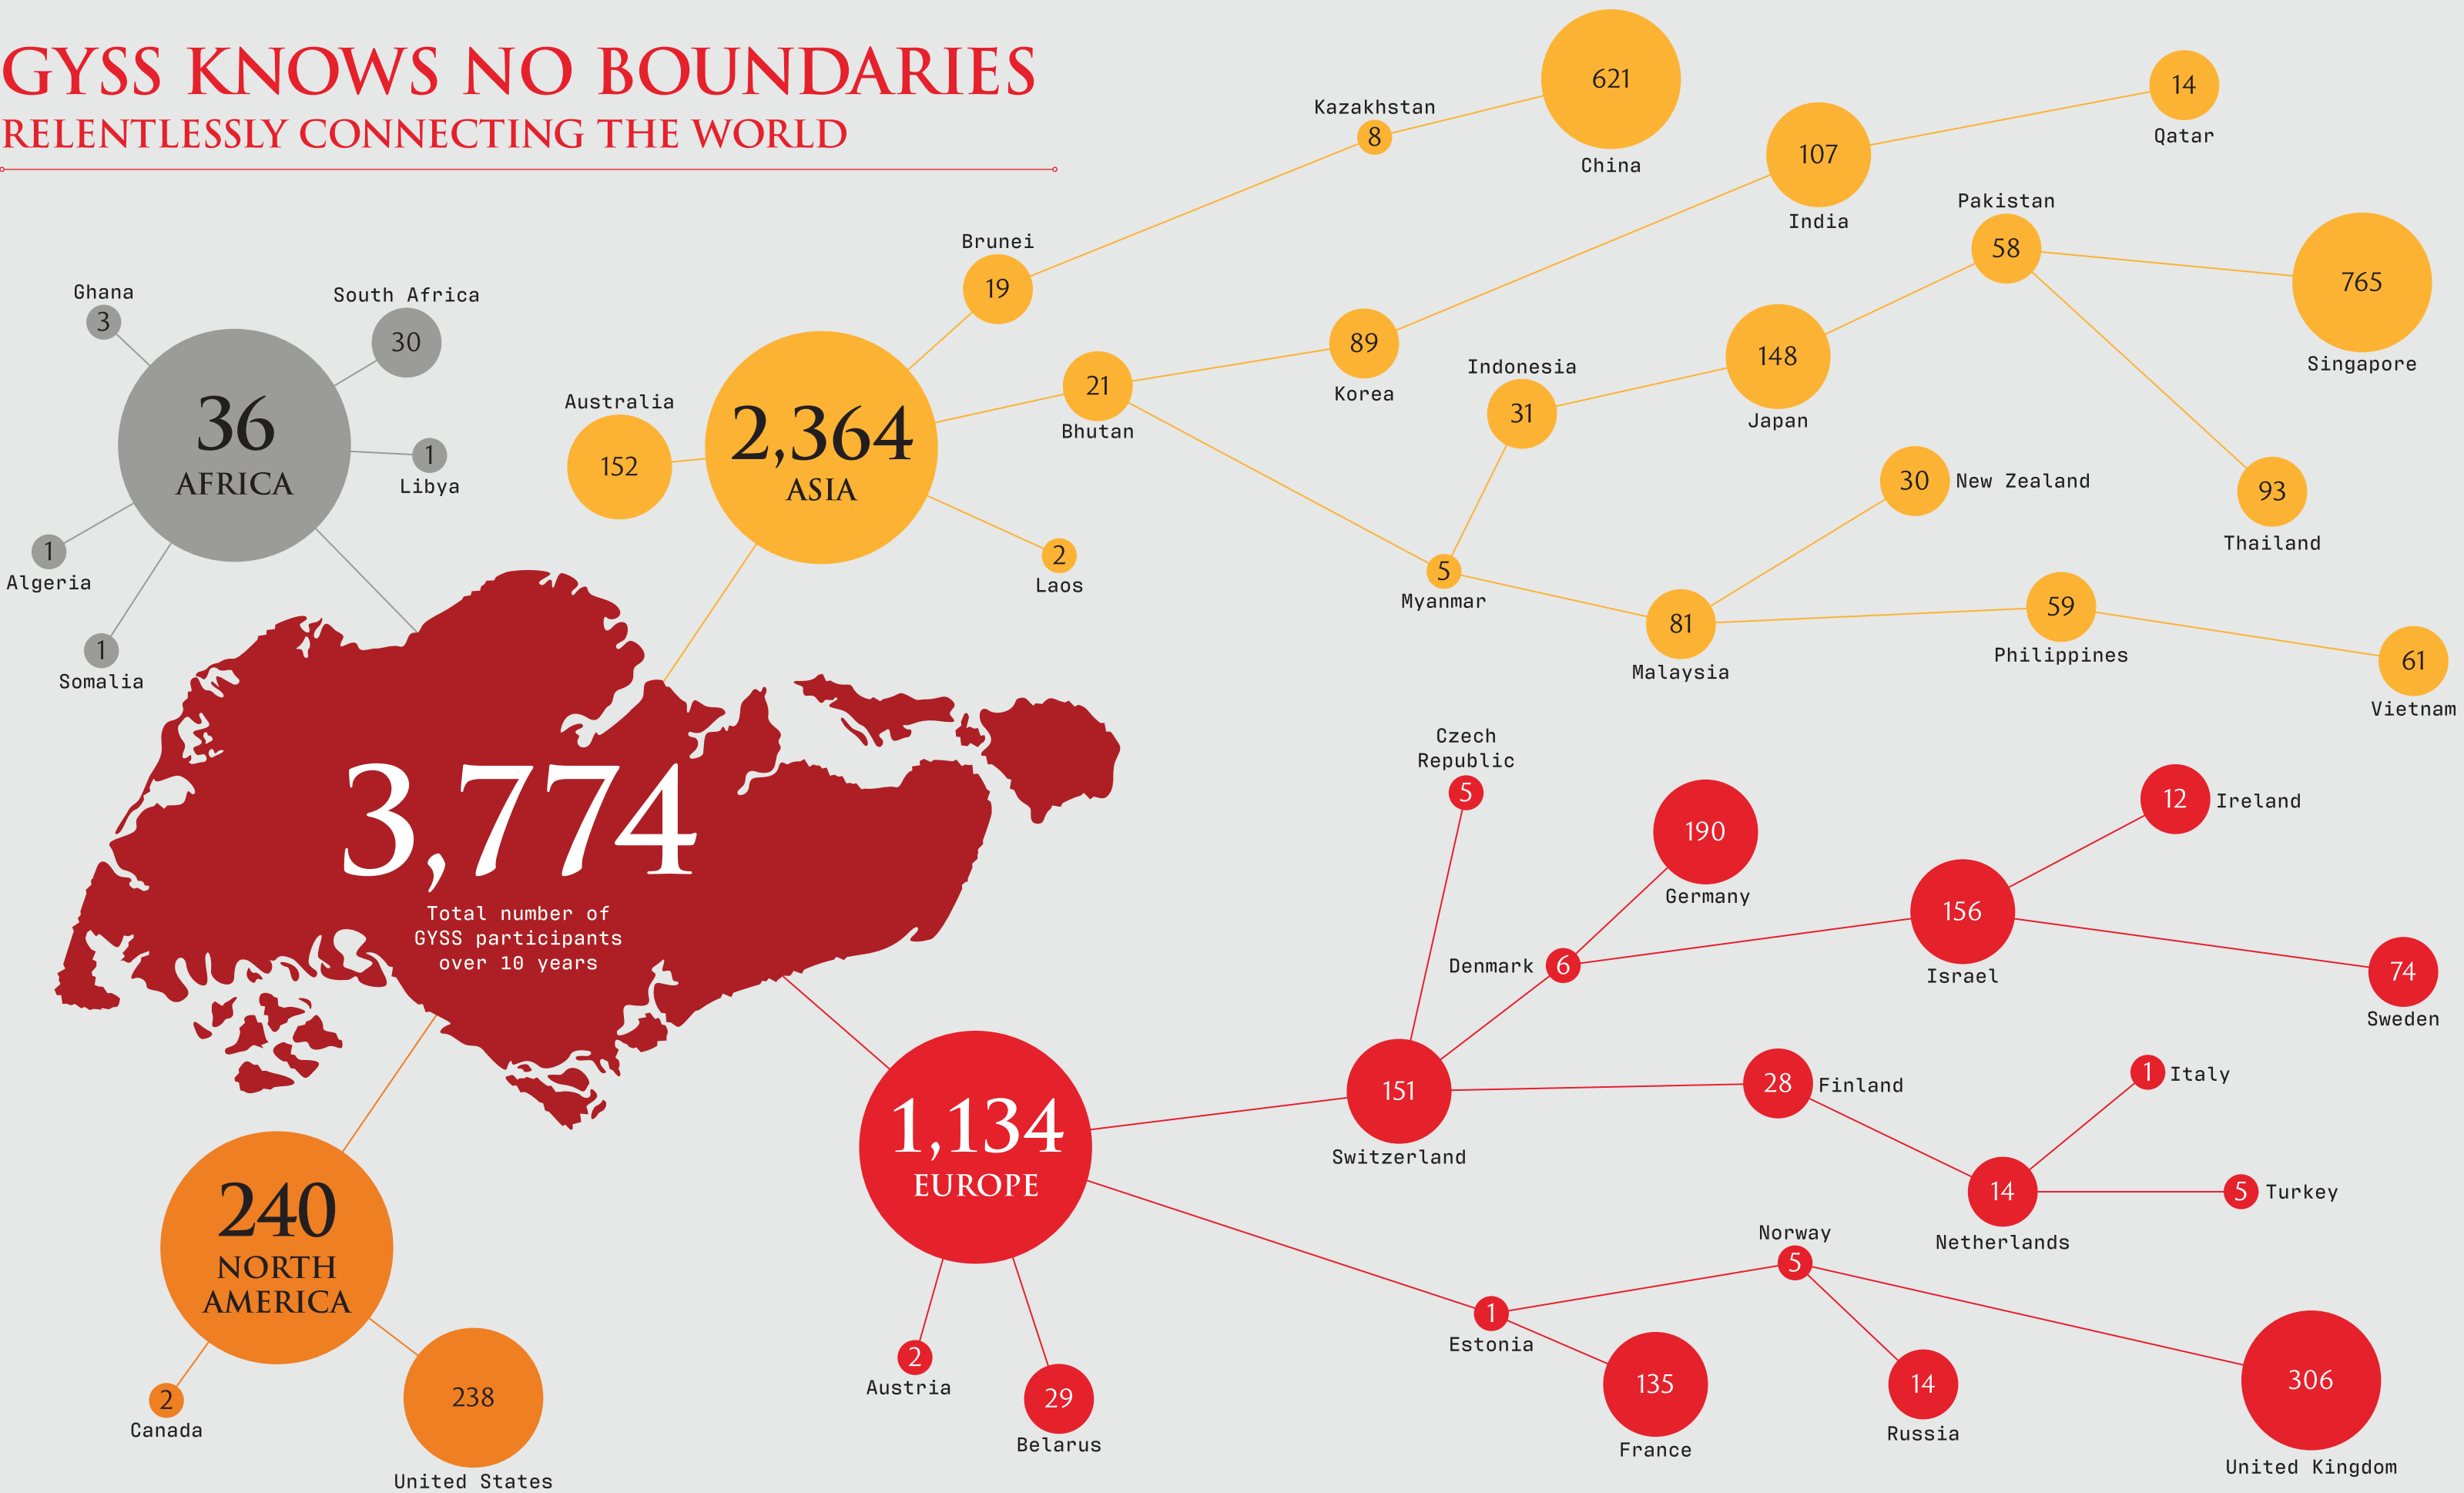 GYSS KNOWS NO BOUNDARIES
RELENTLESSLY CONNECTING THE WORLD
36
AFRICA
Ghana
3
South Africa
30
1
Libya
1
Algeria
1
Somalia
2,364
ASIA
Australia
152
Brunei
19
Kazakhstan
8
621
China
21
Bhutan
89
Korea
107
India
14
Qatar
2
Laos
5
Myanmar
Indonesia
31
148
Japan
Pakistan
58
765
Singapore
93
Thailand
81
Malaysia
30
New Zealand
59
Philippines
61
Vietnam
3,774
Total number of
GYSS participants
over 10 years
240
NORTH
AMERICA
2
Canada
238
United States
1,134
EUROPE
2
Austria
29
Belarus
151
Switzerland
Czech
Republic
5
Denmark
6
190
Germany
156
Israel
12
Ireland
74
Sweden
28
Finland
14
Netherlands
1
Italy
5
Turkey
1
Estonia
135
France
Norway
5
14
Russia
306
United Kingdom